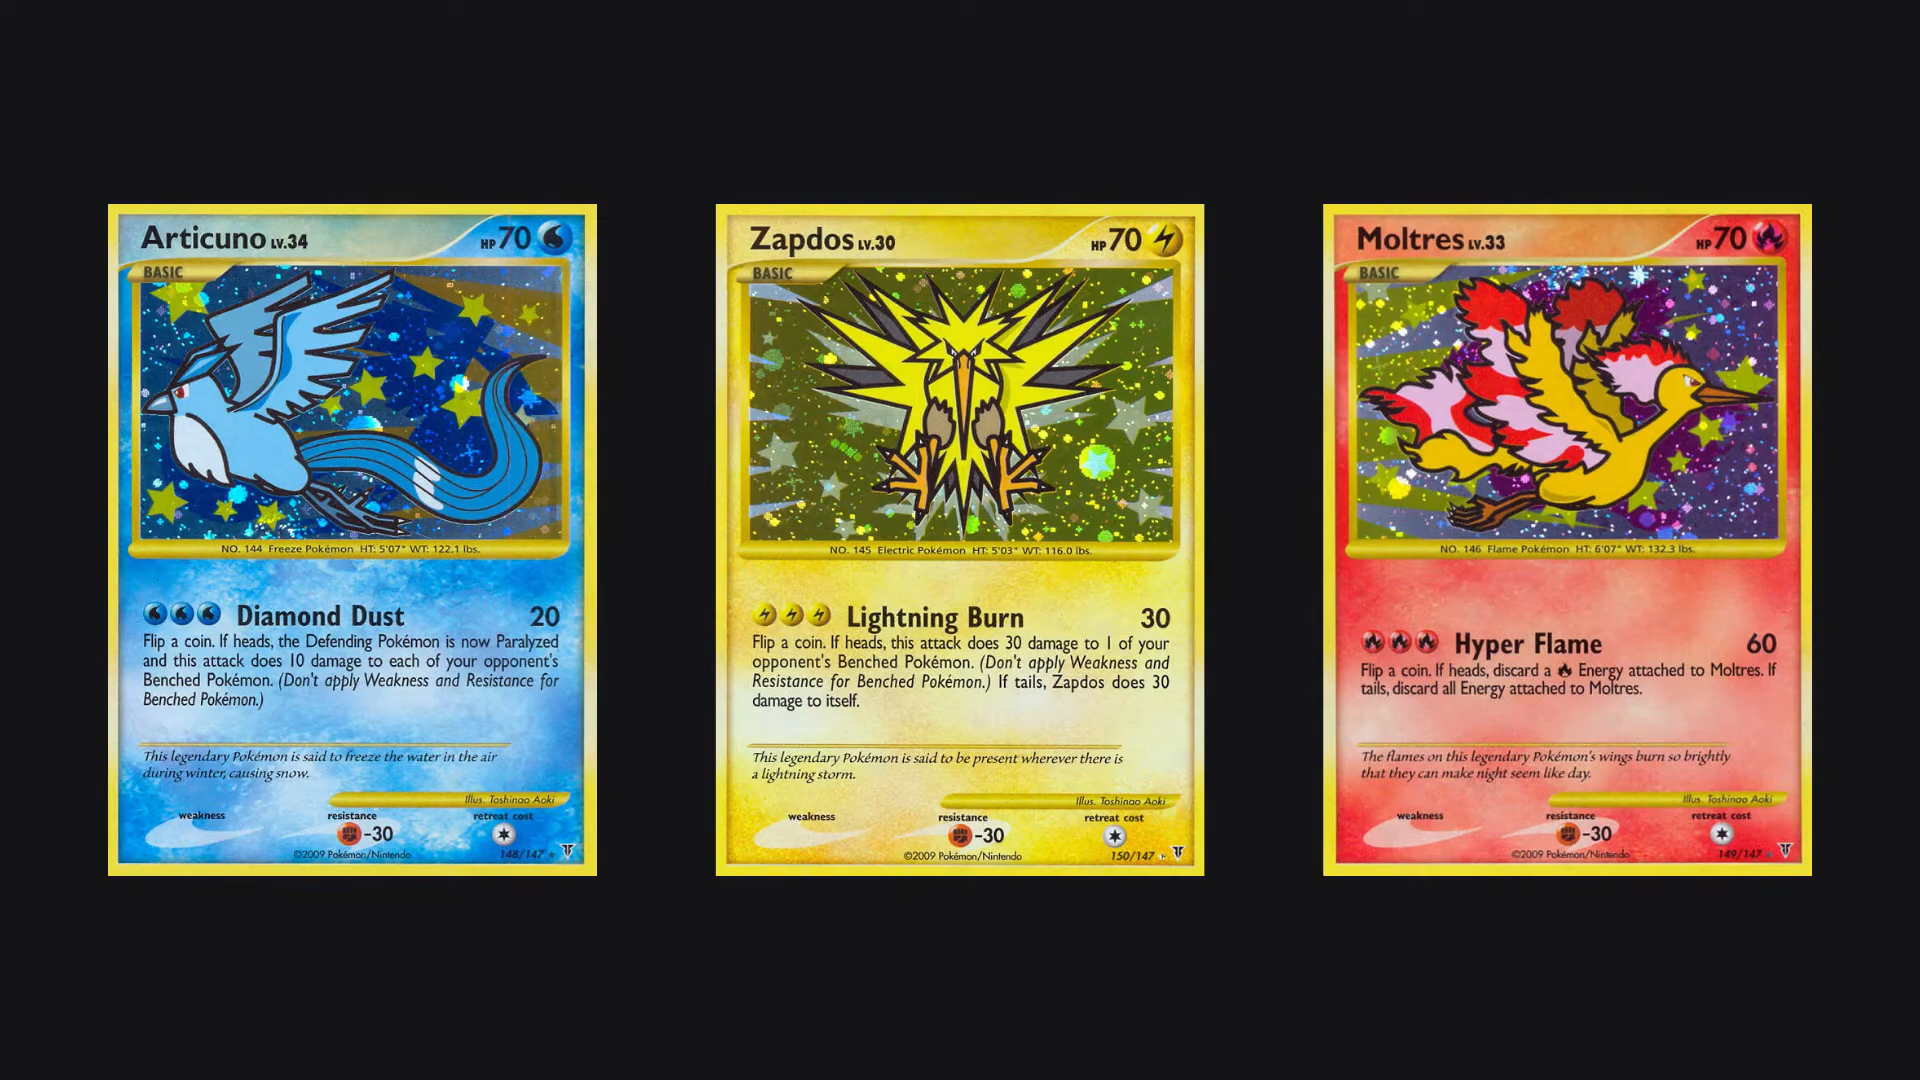 Articuno LV.34 HP 70
BASIC
NO. 144 Freeze Pokémon HT: 5'07" WT: 122.1 lbs.
Diamond Dust 20
Flip a coin. If heads, the Defending Pokémon is now Paralyzed
and this attack does 10 damage to each of your opponent's
Benched Pokémon. (Don't apply Weakness and Resistance for
Benched Pokémon.)
This legendary Pokémon is said to freeze the water in the air
during winter, causing snow.
Illus. Toshinao Aoki
weakness resistance retreat cost
-30
©2009 Pokémon/Nintendo 148/147
Zapdos LV.30 HP 70
BASIC
NO. 145 Electric Pokémon HT: 5'03" WT: 116.0 lbs.
Lightning Burn 30
Flip a coin. If heads, this attack does 30 damage to 1 of your
opponent's Benched Pokémon. (Don't apply Weakness and
Resistance for Benched Pokémon.) If tails, Zapdos does 30
damage to itself.
This legendary Pokémon is said to be present wherever there is
a lightning storm.
Illus. Toshinao Aoki
weakness resistance retreat cost
-30
©2009 Pokémon/Nintendo 150/147
Moltres LV.33 HP 70
BASIC
NO. 146 Flame Pokémon HT: 6'07" WT: 132.3 lbs.
Hyper Flame 60
Flip a coin. If heads, discard a Energy attached to Moltres. If
tails, discard all Energy attached to Moltres.
The flames on this legendary Pokémon's wings burn so brightly
that they can make night seem like day.
Illus. Toshinao Aoki
weakness resistance retreat cost
-30
©2009 Pokémon/Nintendo 149/147